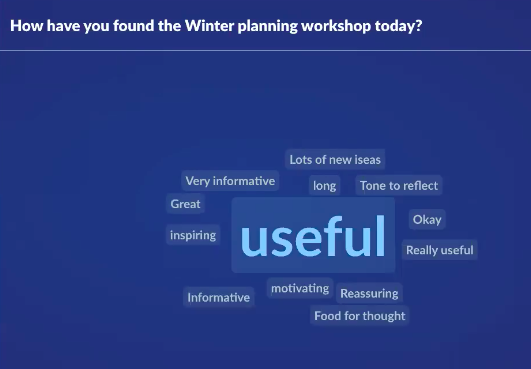 How have you found the Winter planning workshop today?
Lots of new iseas
Very informative
long
Tone to reflect
Great
useful
Okay
inspiring
Really useful
motivating
Informative
Reassuring
Food for thought